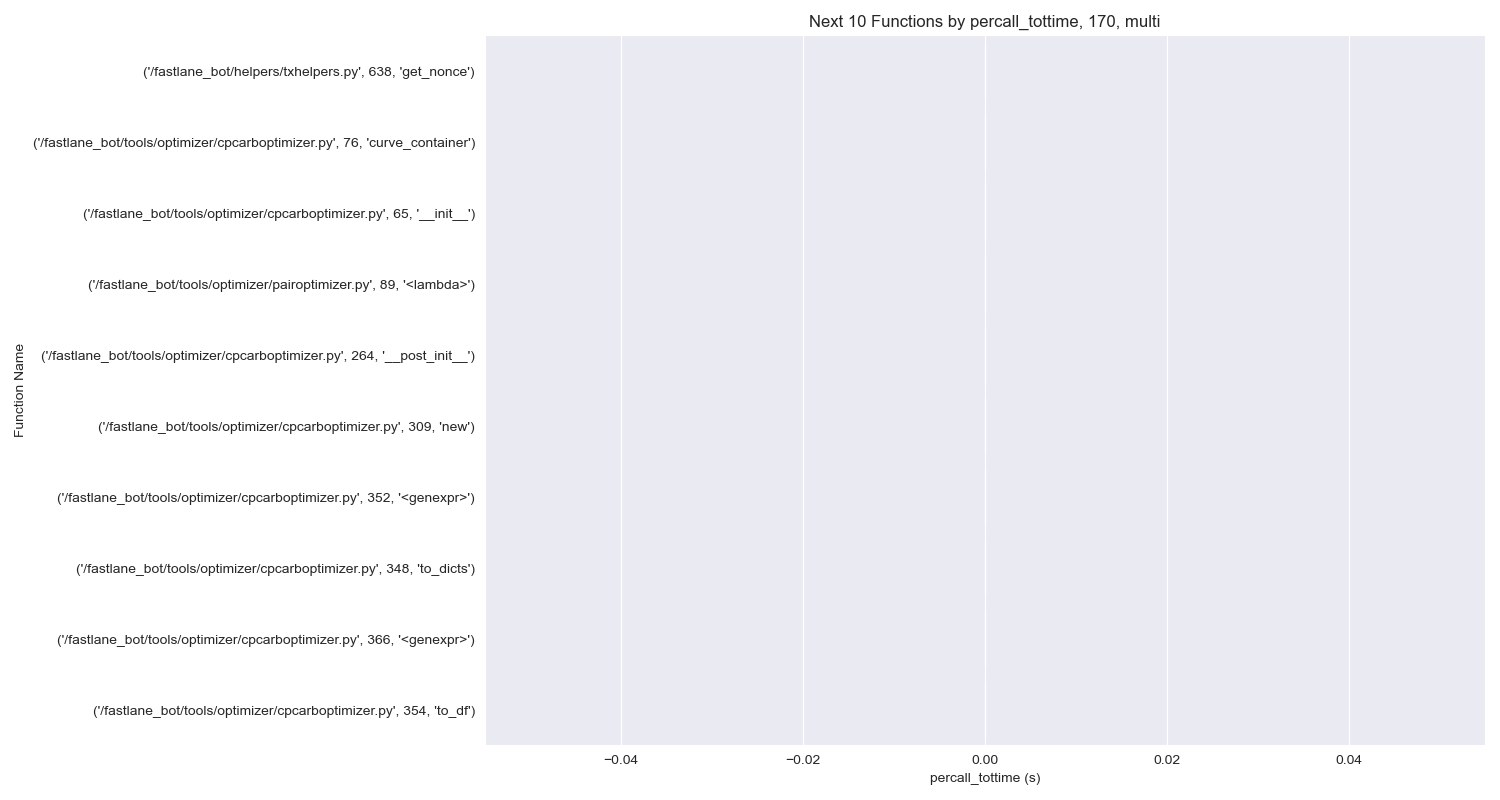 Next 10 Functions by percall_tottime, 170, multi
('/fastlane_bot/helpers/txhelpers.py', 638, 'get_nonce')
('/fastlane_bot/tools/optimizer/cpcarboptimizer.py', 76, 'curve_container')
('/fastlane_bot/tools/optimizer/cpcarboptimizer.py', 65, '__init__')
('/fastlane_bot/tools/optimizer/pairoptimizer.py', 89, '<lambda>')
('/fastlane_bot/tools/optimizer/cpcarboptimizer.py', 264, '__post_init__')
('/fastlane_bot/tools/optimizer/cpcarboptimizer.py', 309, 'new')
('/fastlane_bot/tools/optimizer/cpcarboptimizer.py', 352, '<genexpr>')
('/fastlane_bot/tools/optimizer/cpcarboptimizer.py', 348, 'to_dicts')
('/fastlane_bot/tools/optimizer/cpcarboptimizer.py', 366, '<genexpr>')
('/fastlane_bot/tools/optimizer/cpcarboptimizer.py', 354, 'to_df')
Function Name
−0.04 −0.02 0.00 0.02 0.04
percall_tottime (s)